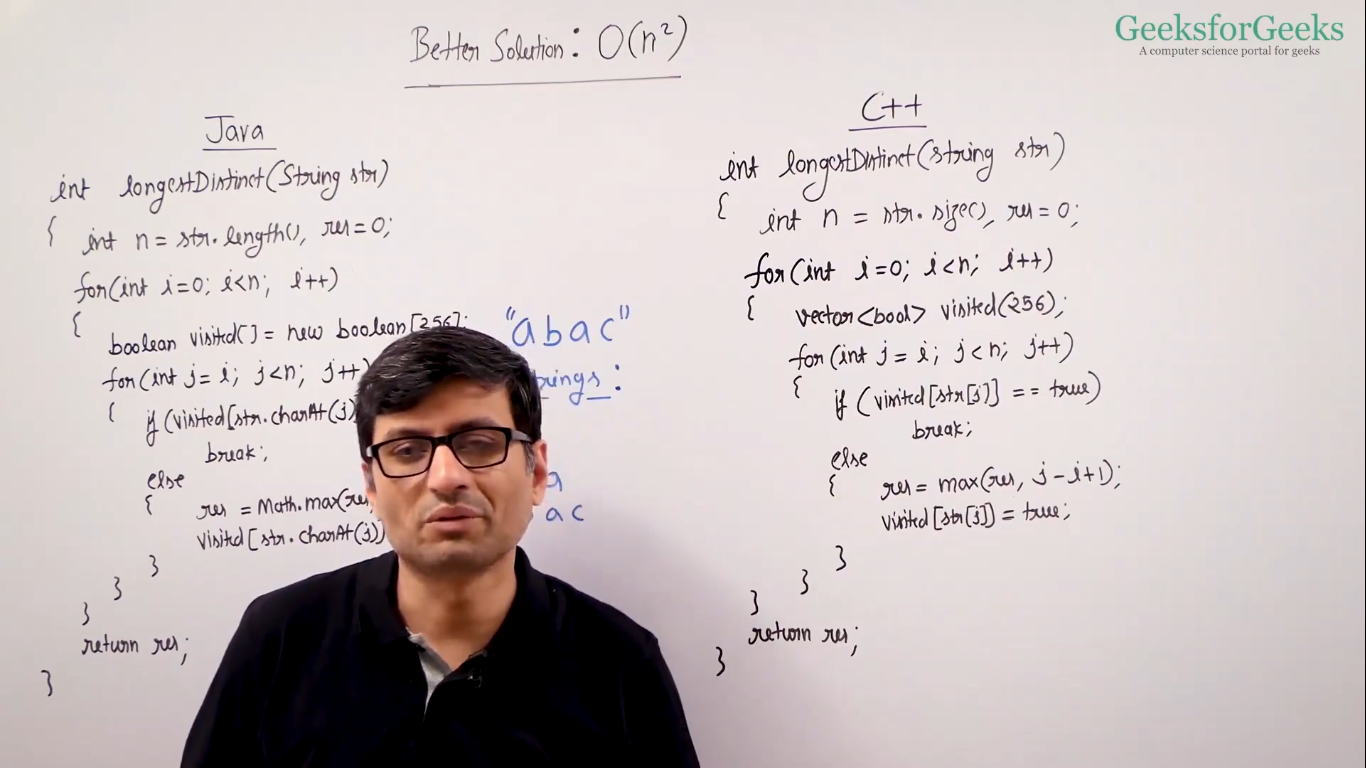 GeeksforGeeks
A computer science portal for geeks
Better Solution: O(n²)
Java
int longestDistinct(String str)
{ int n = str.length(), res = 0;
for(int i=0; i<n; i++)
{ boolean visited[] = new boolean[256];
for(int j = i; j<n; j++)
{ if (visited[str.charAt(j)
break;
else
{ res = Math.max(res
visited[str.charAt(j)]
}
}
}
return res;
}
"abac"
:
a
ac
C++
int longestDistinct(string str)
{ int n = str.size(), res = 0;
for(int i=0; i<n; i++)
{ vector<bool> visited(256);
for(int j = i; j<n; j++)
{ if (visited[str[j]] == true)
break;
else
{ res = max(res, j-i+1);
visited[str[j]] = true;
}
}
}
return res;
}